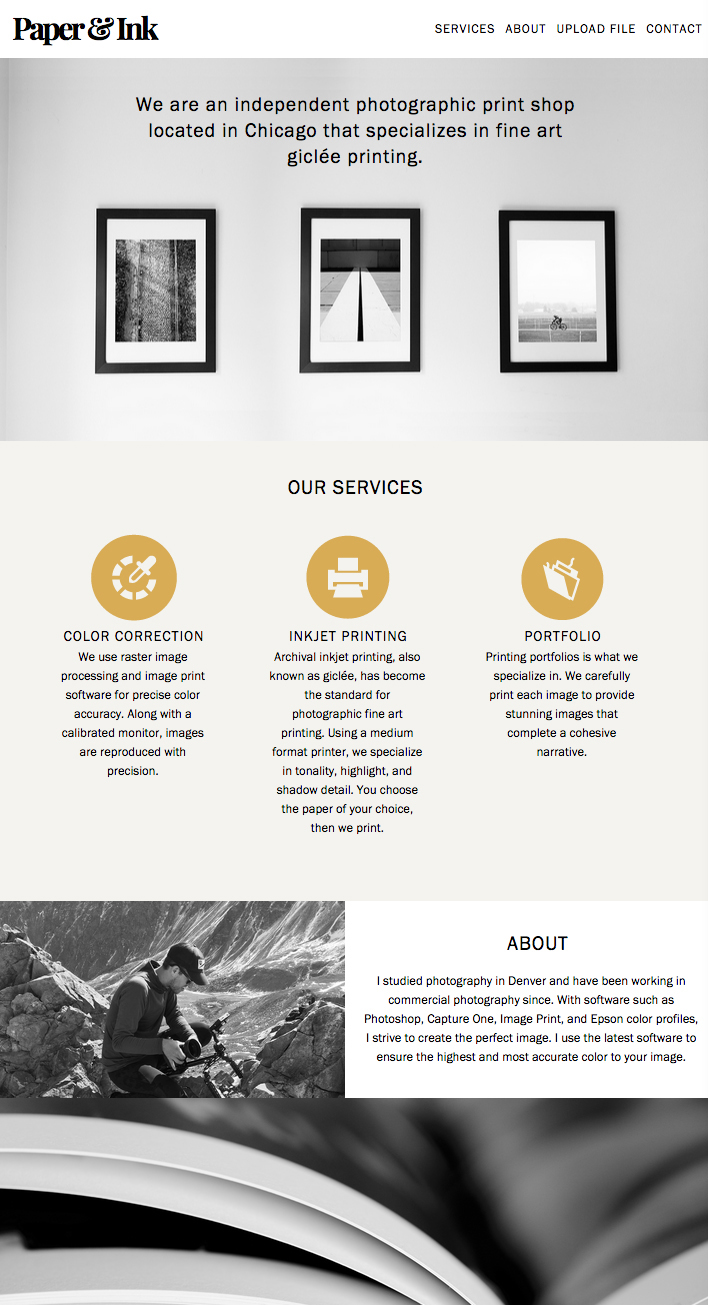 Paper & Ink
SERVICES ABOUT UPLOAD FILE CONTACT
We are an independent photographic print shop
located in Chicago that specializes in fine art
giclée printing.
OUR SERVICES
COLOR CORRECTION
We use raster image
processing and image print
software for precise color
accuracy. Along with a
calibrated monitor, images
are reproduced with
precision.
INKJET PRINTING
Archival inkjet printing, also
known as giclée, has become
the standard for
photographic fine art
printing. Using a medium
format printer, we specialize
in tonality, highlight, and
shadow detail. You choose
the paper of your choice,
then we print.
PORTFOLIO
Printing portfolios is what we
specialize in. We carefully
print each image to provide
stunning images that
complete a cohesive
narrative.
ABOUT
I studied photography in Denver and have been working in
commercial photography since. With software such as
Photoshop, Capture One, Image Print, and Epson color profiles,
I strive to create the perfect image. I use the latest software to
ensure the highest and most accurate color to your image.